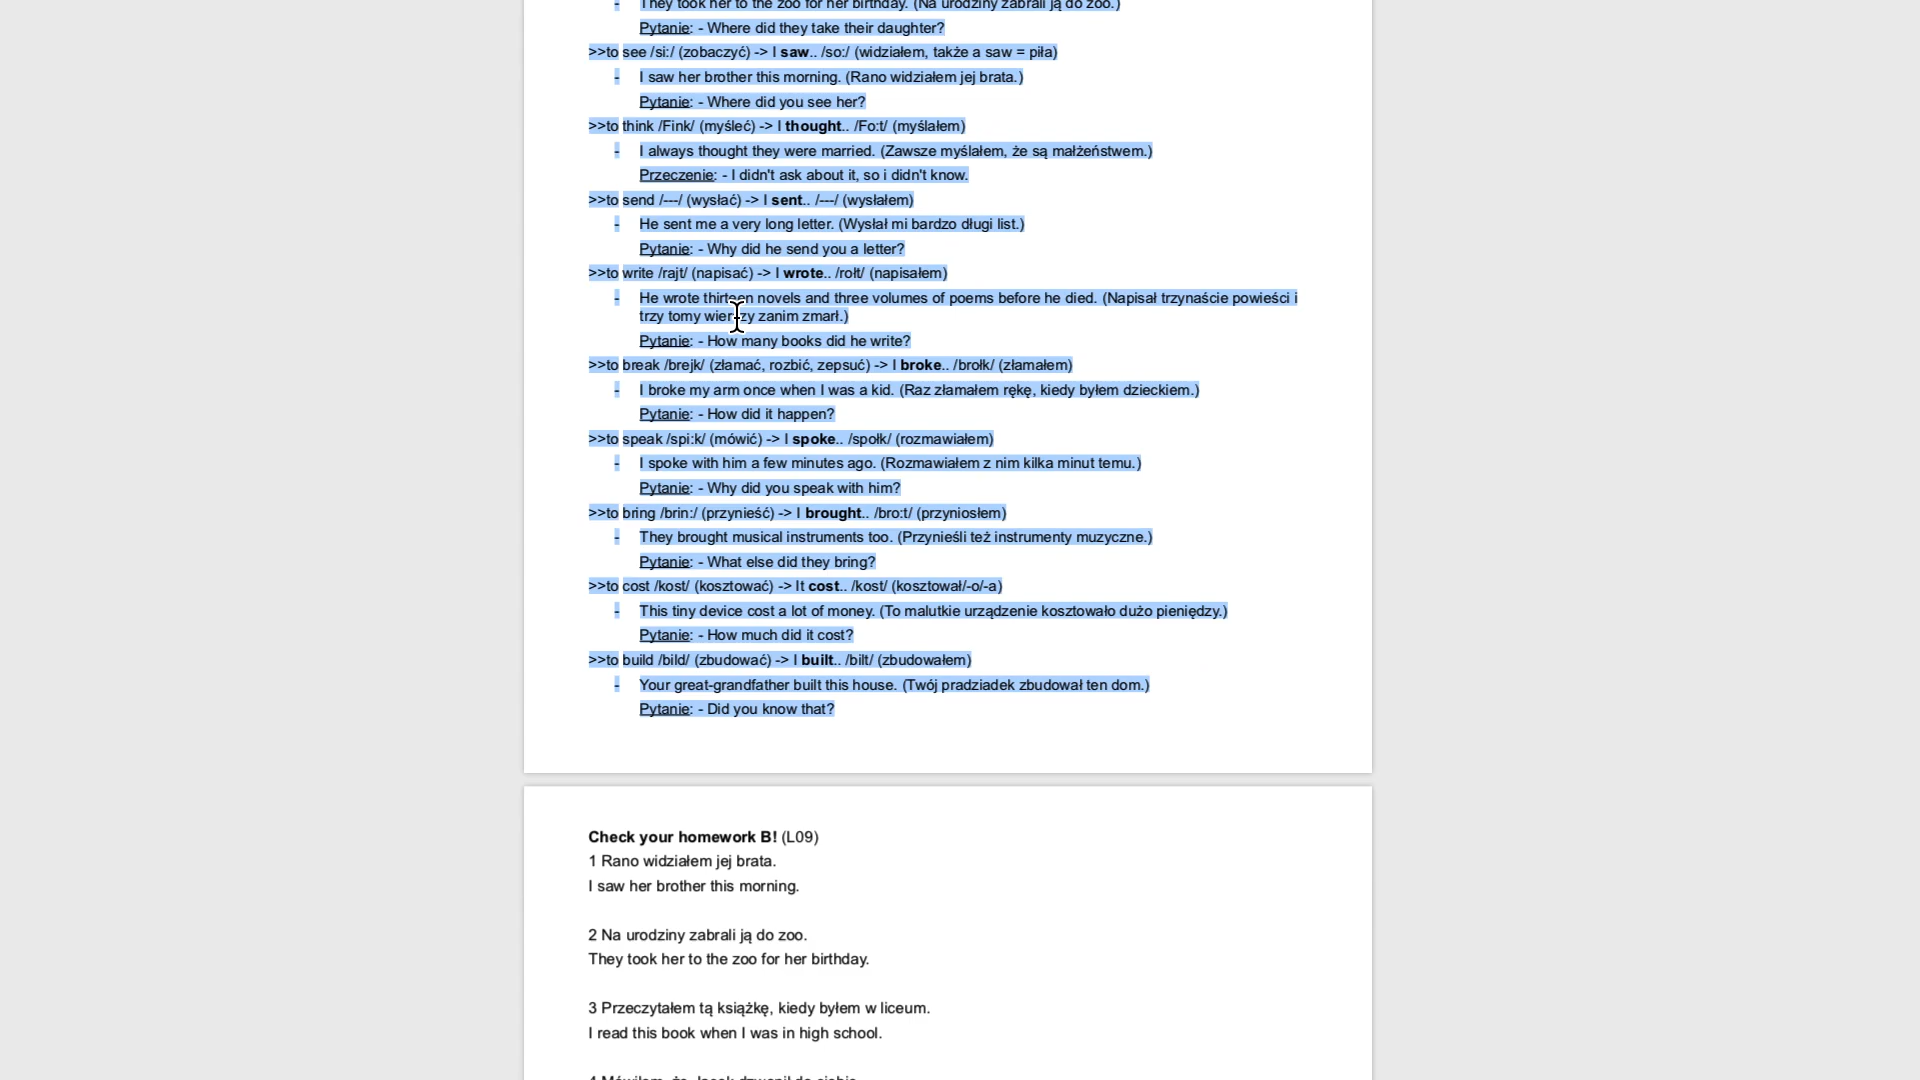 - They took her to the zoo for her birthday. (Na urodziny zabrali ją do zoo.)
Pytanie: - Where did they take their daughter?
>>to see /si:/ (zobaczyć) -> I saw.. /so:/ (widziałem, także a saw = piła)
- I saw her brother this morning. (Rano widziałem jej brata.)
Pytanie: - Where did you see her?
>>to think /Fink/ (myśleć) -> I thought.. /Fo:t/ (myślałem)
- I always thought they were married. (Zawsze myślałem, że są małżeństwem.)
Przeczenie: - I didn't ask about it, so i didn't know.
>>to send /---/ (wysłać) -> I sent.. /---/ (wysłałem)
- He sent me a very long letter. (Wysłał mi bardzo długi list.)
Pytanie: - Why did he send you a letter?
>>to write /rajt/ (napisać) -> I wrote.. /rołt/ (napisałem)
- He wrote thirteen novels and three volumes of poems before he died. (Napisał trzynaście powieści i
trzy tomy wierszy zanim zmarł.)
Pytanie: - How many books did he write?
>>to break /brejk/ (złamać, rozbić, zepsuć) -> I broke.. /brołk/ (złamałem)
- I broke my arm once when I was a kid. (Raz złamałem rękę, kiedy byłem dzieckiem.)
Pytanie: - How did it happen?
>>to speak /spi:k/ (mówić) -> I spoke.. /społk/ (rozmawiałem)
- I spoke with him a few minutes ago. (Rozmawiałem z nim kilka minut temu.)
Pytanie: - Why did you speak with him?
>>to bring /brin:/ (przynieść) -> I brought.. /bro:t/ (przyniosłem)
- They brought musical instruments too. (Przynieśli też instrumenty muzyczne.)
Pytanie: - What else did they bring?
>>to cost /kost/ (kosztować) -> It cost.. /kost/ (kosztował/-o/-a)
- This tiny device cost a lot of money. (To malutkie urządzenie kosztowało dużo pieniędzy.)
Pytanie: - How much did it cost?
>>to build /bild/ (zbudować) -> I built.. /bilt/ (zbudowałem)
- Your great-grandfather built this house. (Twój pradziadek zbudował ten dom.)
Pytanie: - Did you know that?
Check your homework B! (L09)
1 Rano widziałem jej brata.
I saw her brother this morning.
2 Na urodziny zabrali ją do zoo.
They took her to the zoo for her birthday.
3 Przeczytałem tą książkę, kiedy byłem w liceum.
I read this book when I was in high school.